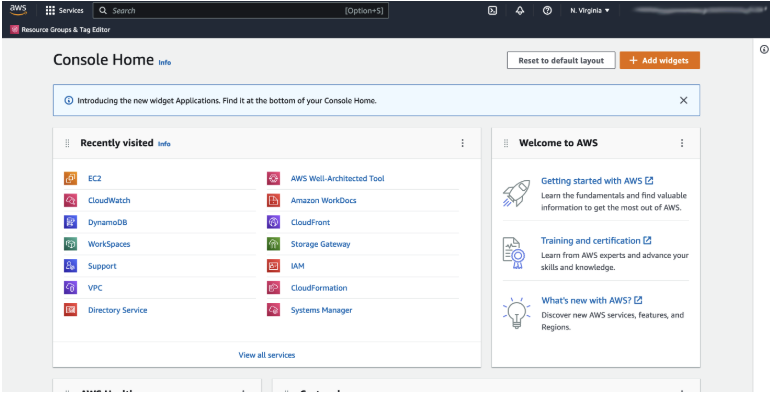 aws
Services
Search
[Option+S]
N. Virginia
Resource Groups & Tag Editor
Console Home Info
Reset to default layout
+ Add widgets
Introducing the new widget Applications. Find it at the bottom of your Console Home.
Recently visited Info
EC2
CloudWatch
DynamoDB
WorkSpaces
Support
VPC
Directory Service
AWS Well-Architected Tool
Amazon WorkDocs
CloudFront
Storage Gateway
IAM
CloudFormation
Systems Manager
View all services
Welcome to AWS
Getting started with AWS
Learn the fundamentals and find valuable
information to get the most out of AWS.
Training and certification
Learn from AWS experts and advance your
skills and knowledge.
What's new with AWS?
Discover new AWS services, features, and
Regions.